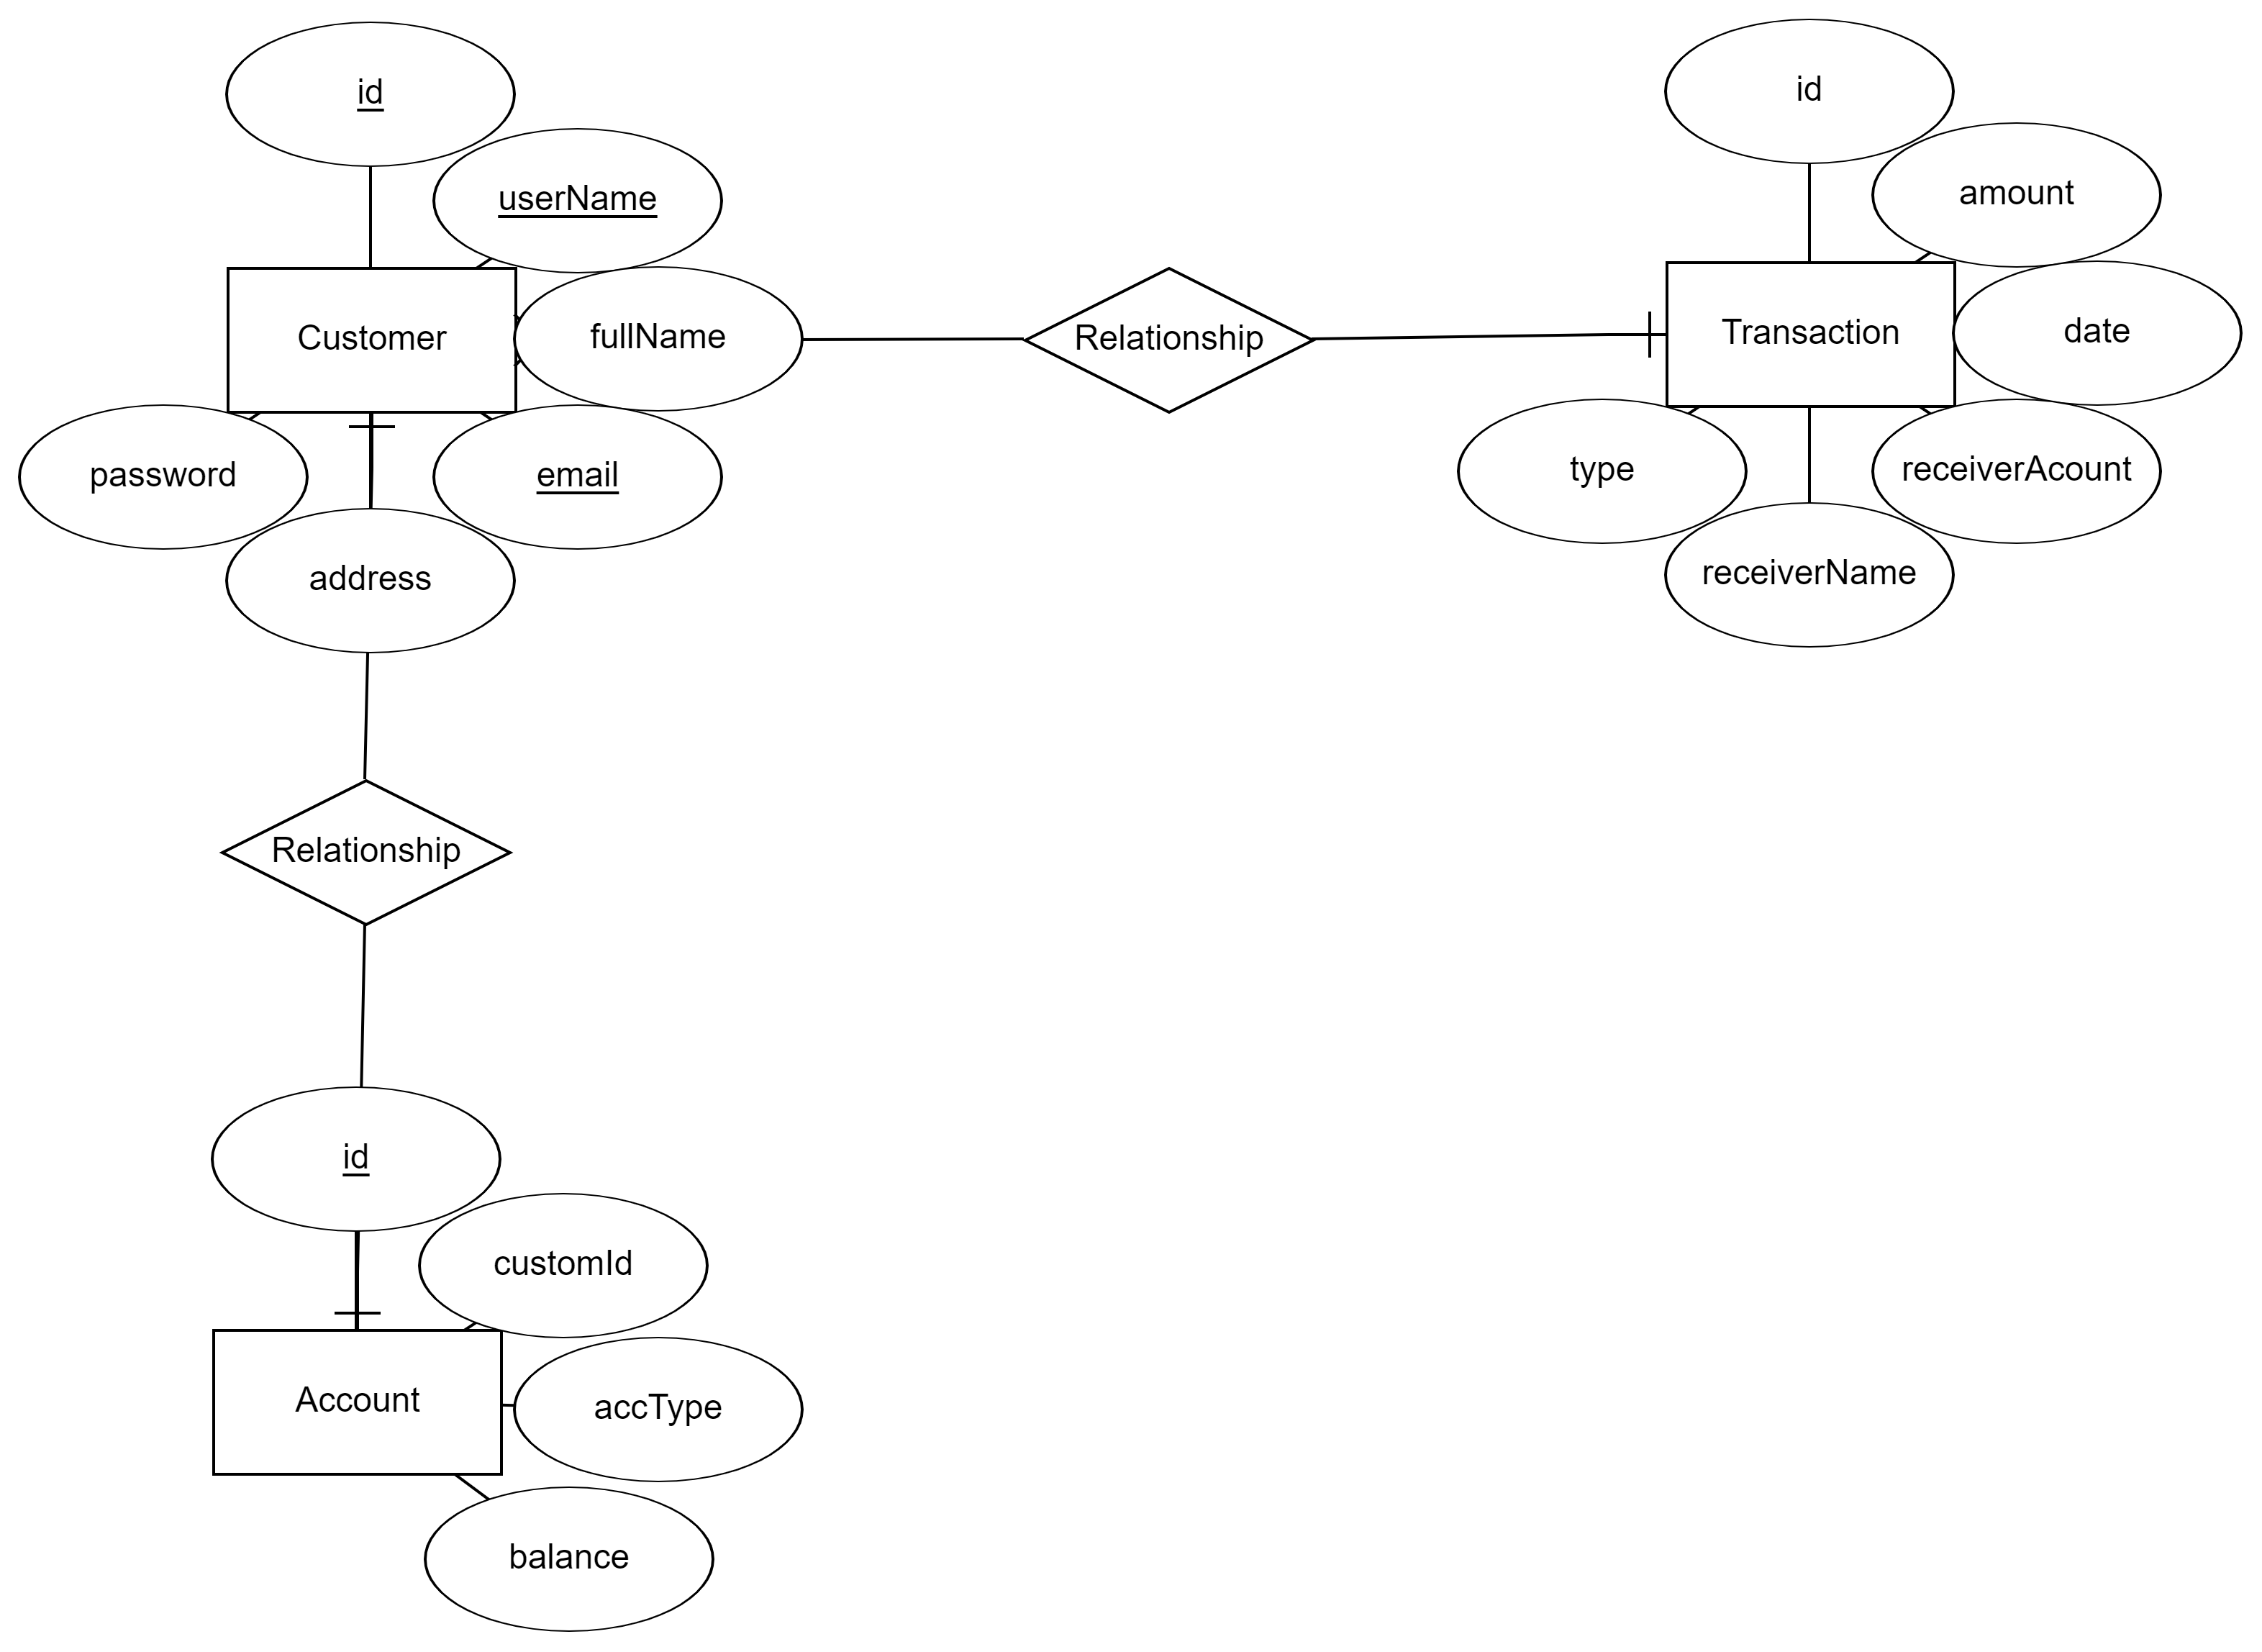 id
userName
Customer
fullName
password
email
address
Relationship
id
amount
Transaction
date
type
receiverAcount
receiverName
Relationship
id
customId
Account
accType
balance